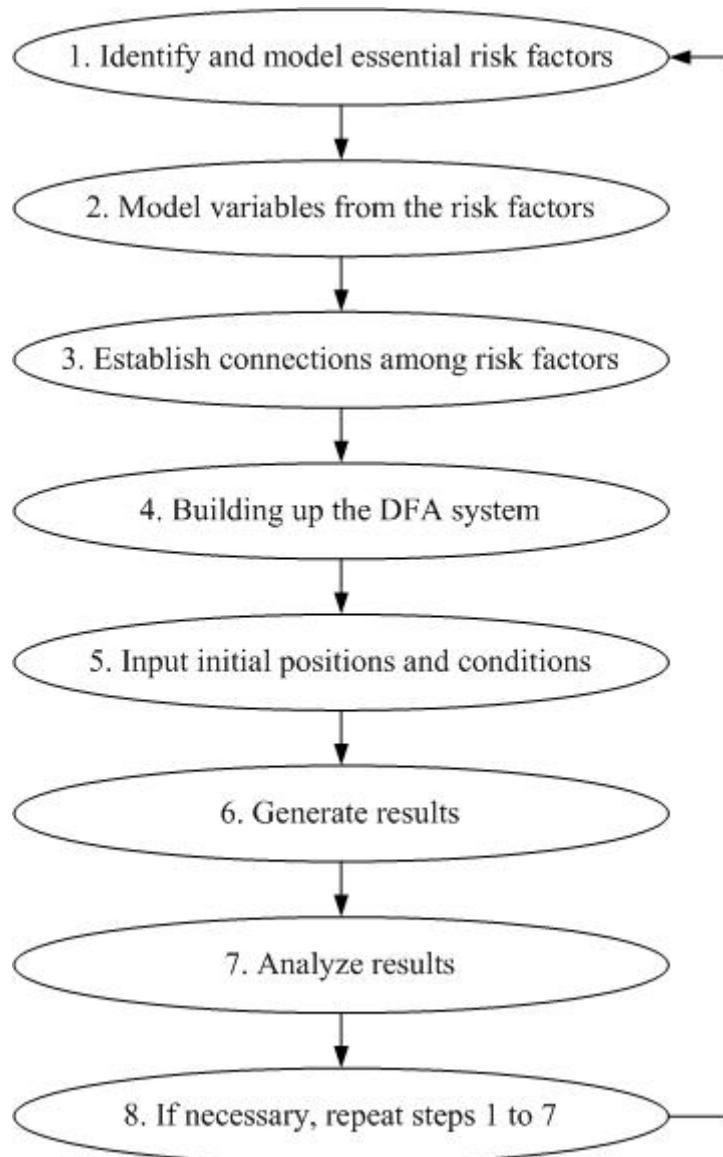 1. Identify and model essential risk factors
2. Model variables from the risk factors
3. Establish connections among risk factors
4. Building up the DFA system
5. Input initial positions and conditions
6. Generate results
7. Analyze results
8. If necessary, repeat steps 1 to 7